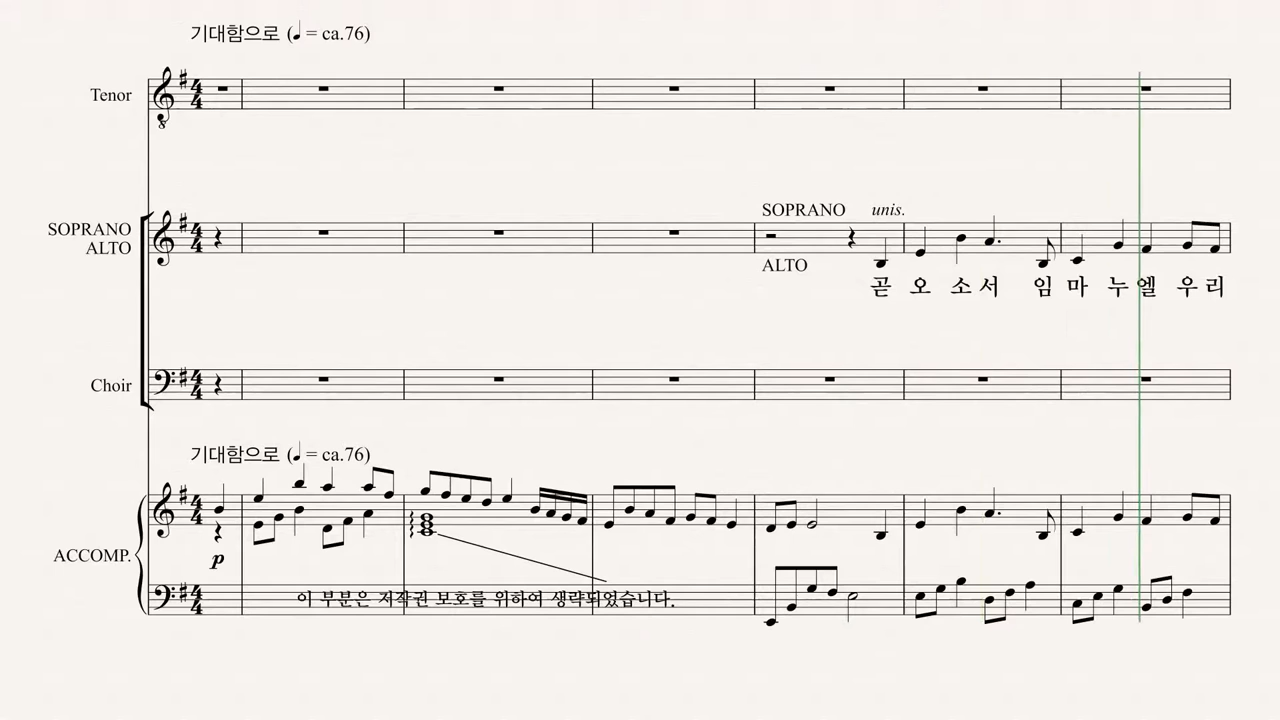 기대함으로 (♩ = ca.76)
Tenor
SOPRANO unis.
SOPRANO
ALTO
ALTO
곧 오 소 서 임 마 누 엘 우 리
Choir
기대함으로 (♩ = ca.76)
p
ACCOMP.
이 부분은 저작권 보호를 위하여 생략되었습니다.